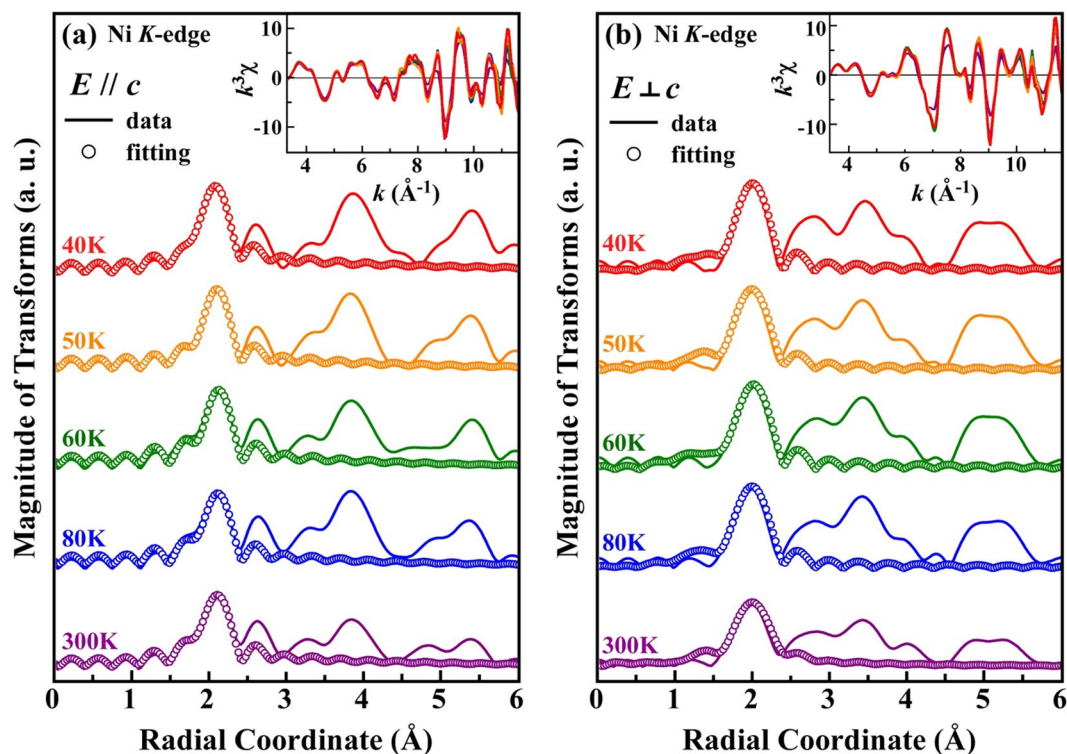 (a) Ni K-edge
E // c
data
fitting
10
0
-10
k³χ
4 6 8 10
k (Å⁻¹)
40K
50K
60K
80K
300K
Magnitude of Transforms (a. u.)
0 1 2 3 4 5 6
Radial Coordinate (Å)
(b) Ni K-edge
E ⊥ c
data
fitting
10
0
-10
k³χ
4 6 8 10
k (Å⁻¹)
40K
50K
60K
80K
300K
Magnitude of Transforms (a. u.)
0 1 2 3 4 5 6
Radial Coordinate (Å)